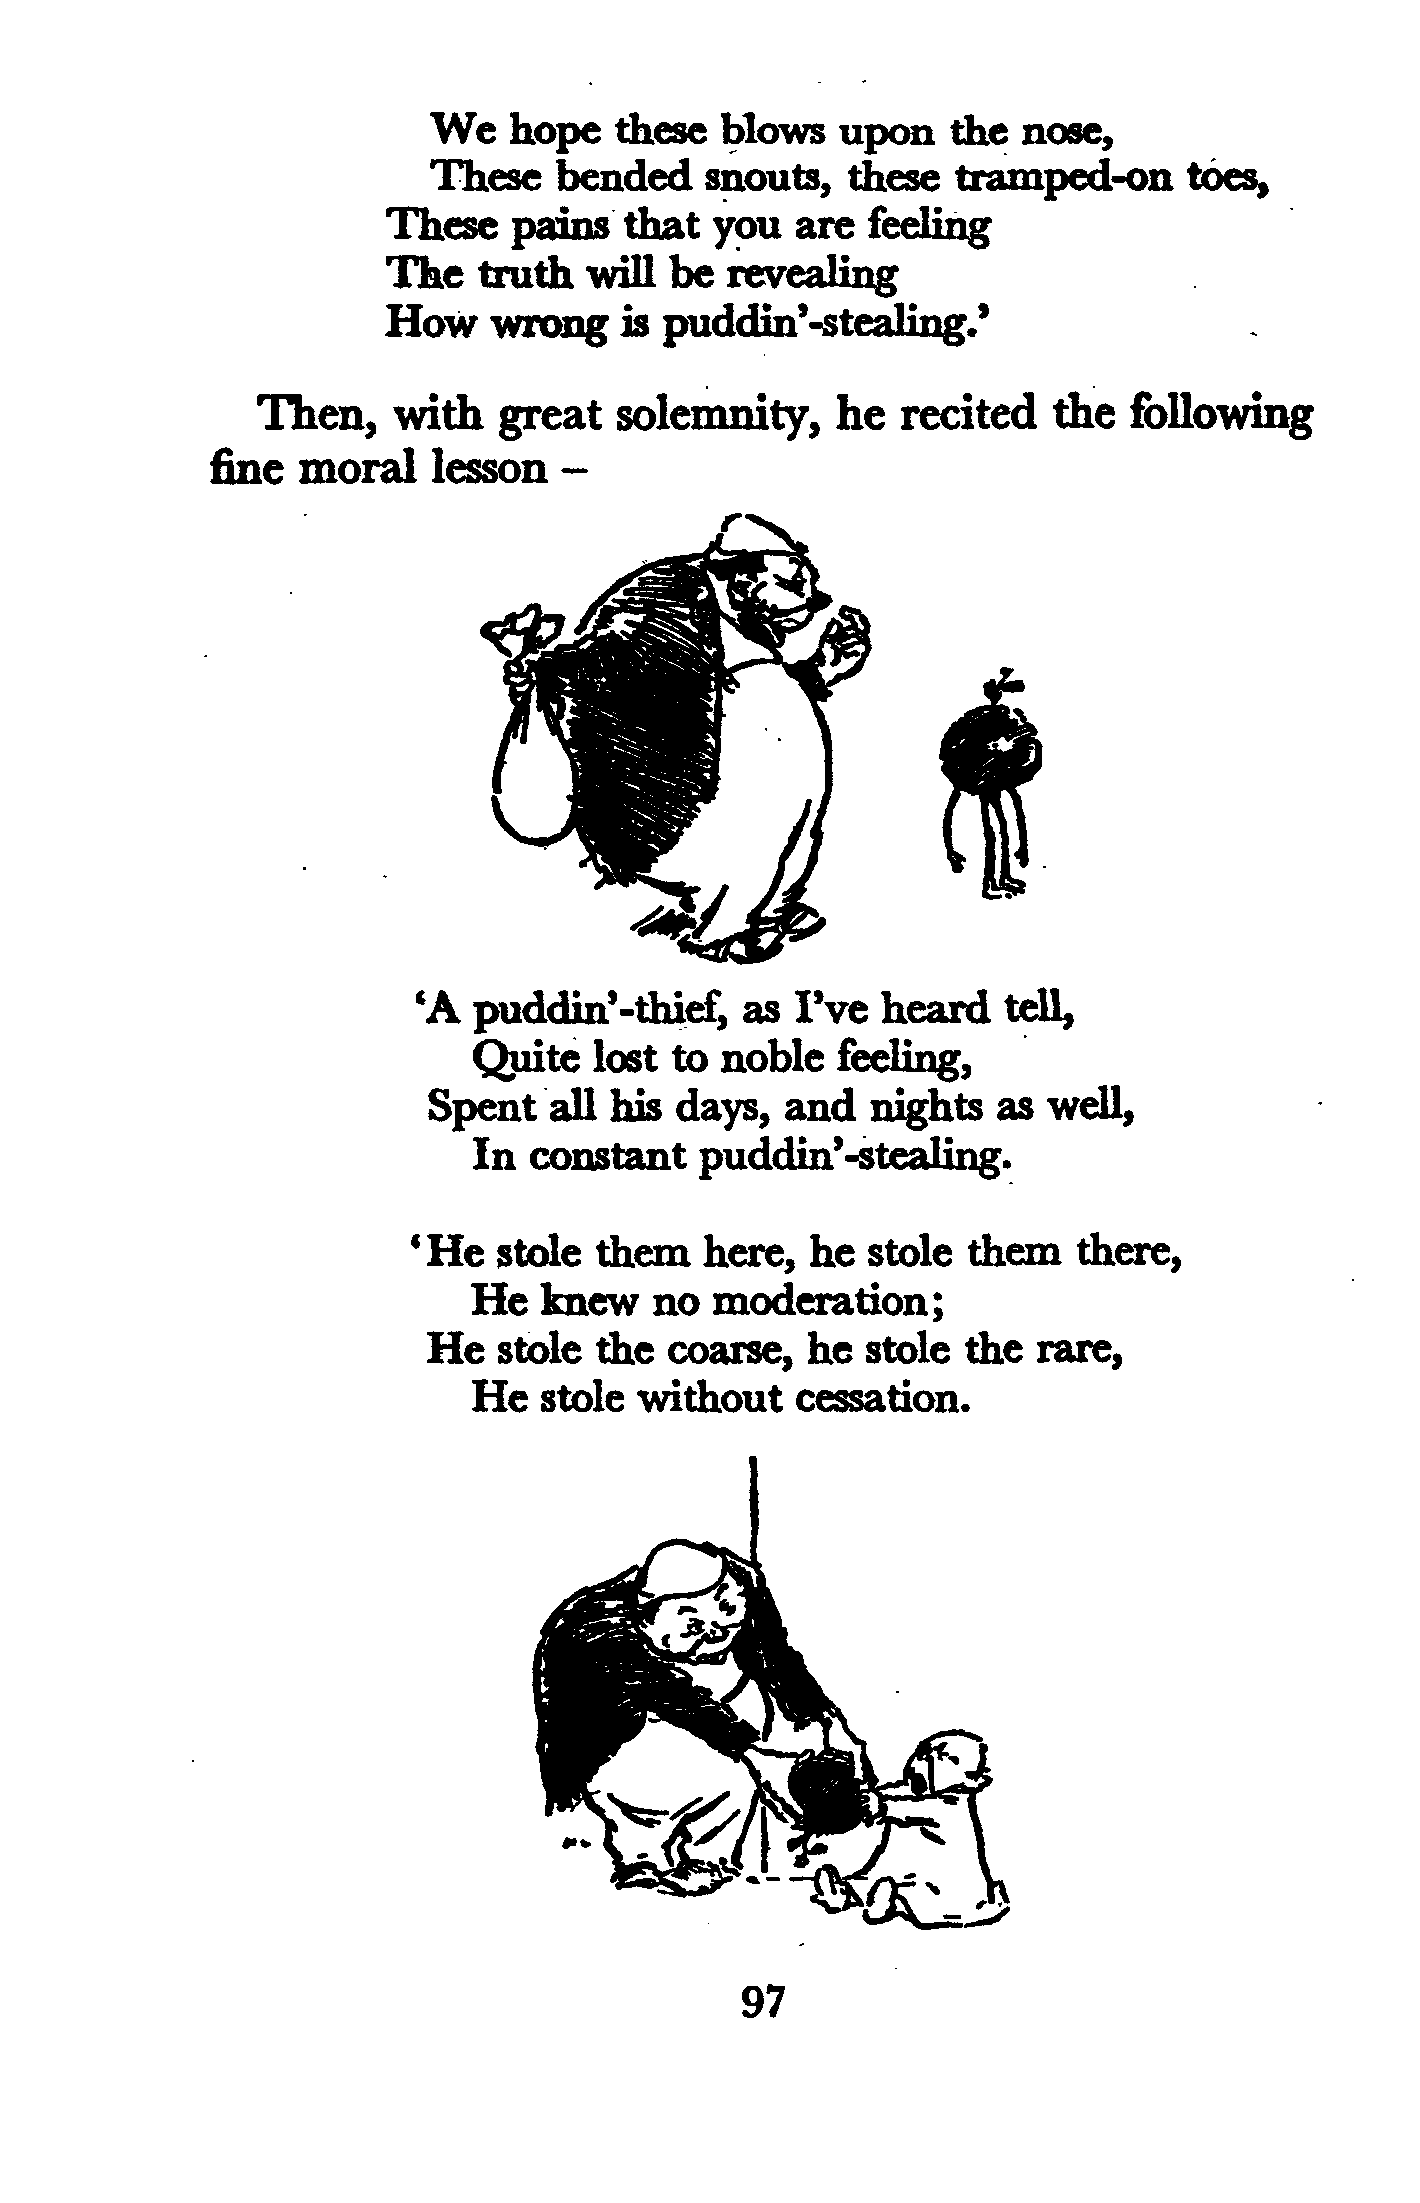 We hope these blows upon the nose,
These bended snouts, these tramped-on toes,
These pains that you are feeling
The truth will be revealing
How wrong is puddin'-stealing.’
Then, with great solemnity, he recited the following
fine moral lesson –
‘A puddin’-thief, as I’ve heard tell,
Quite lost to noble feeling,
Spent all his days, and nights as well,
In constant puddin’-stealing.
‘He stole them here, he stole them there,
He knew no moderation;
He stole the coarse, he stole the rare,
He stole without cessation.
97